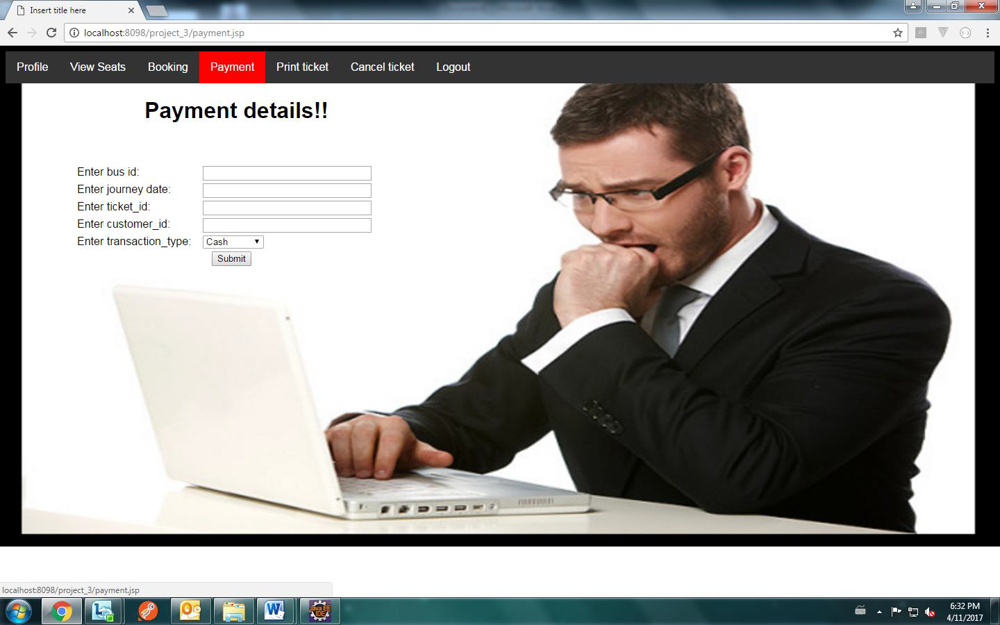 Insert title here
localhost:8098/project_3/payment.jsp
Profile View Seats Booking Payment Print ticket Cancel ticket Logout
Payment details!!
Enter bus id:
Enter journey date:
Enter ticket_id:
Enter customer_id:
Enter transaction_type: Cash
Submit
localhost:8098/project_3/payment.jsp
Java EE
IDE
6:32 PM
4/11/2017